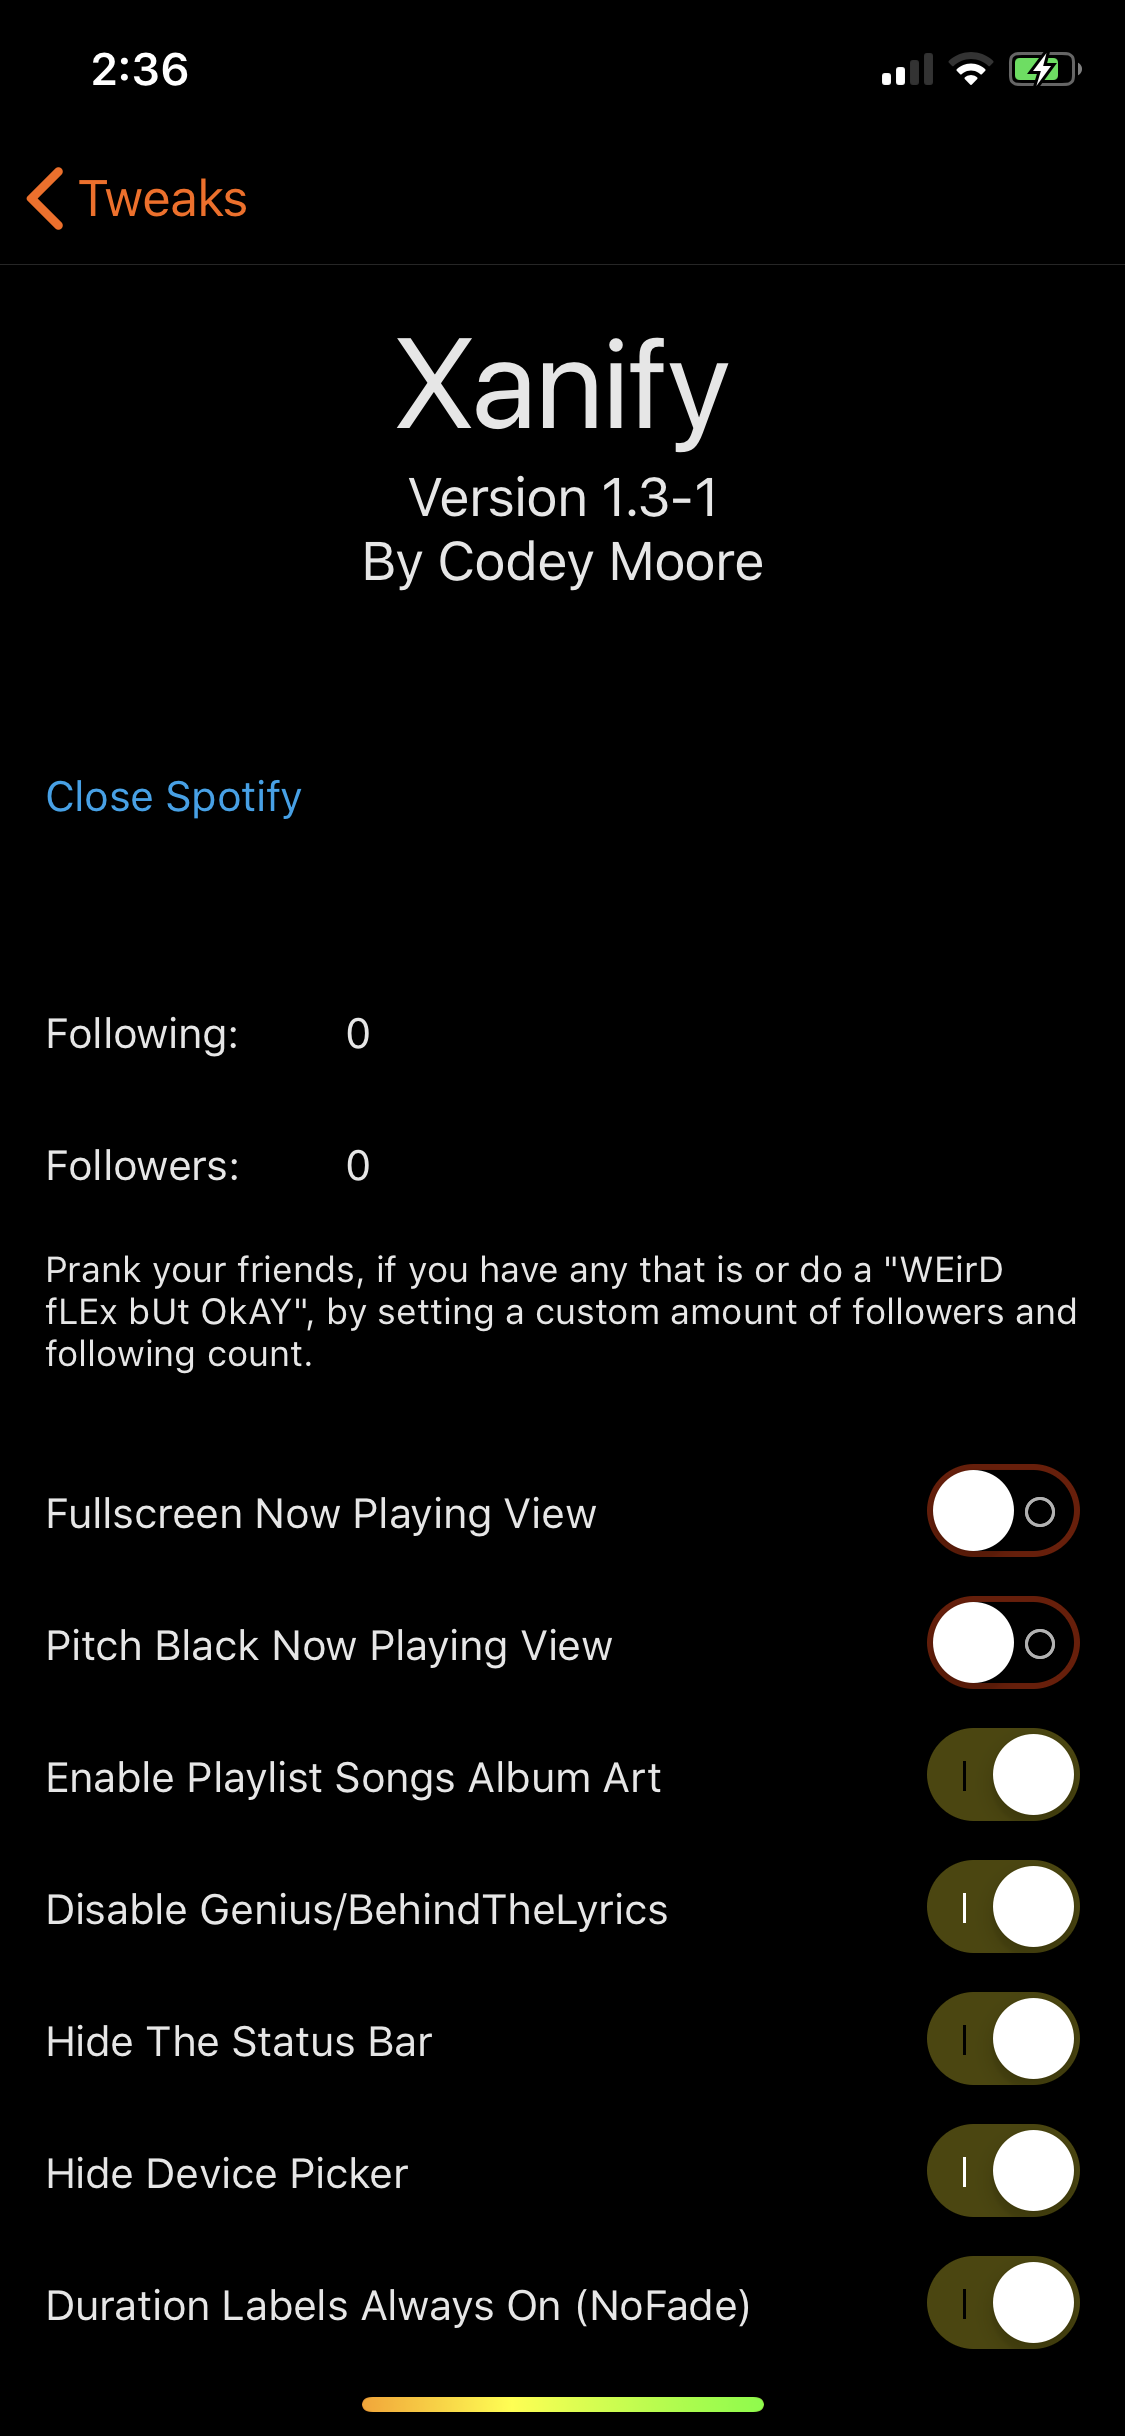 2:36
Tweaks
Xanify
Version 1.3-1
By Codey Moore
Close Spotify
Following: 0
Followers: 0
Prank your friends, if you have any that is or do a "WEirD
fLEx bUt OkAY", by setting a custom amount of followers and
following count.
Fullscreen Now Playing View
Pitch Black Now Playing View
Enable Playlist Songs Album Art
Disable Genius/BehindTheLyrics
Hide The Status Bar
Hide Device Picker
Duration Labels Always On (NoFade)